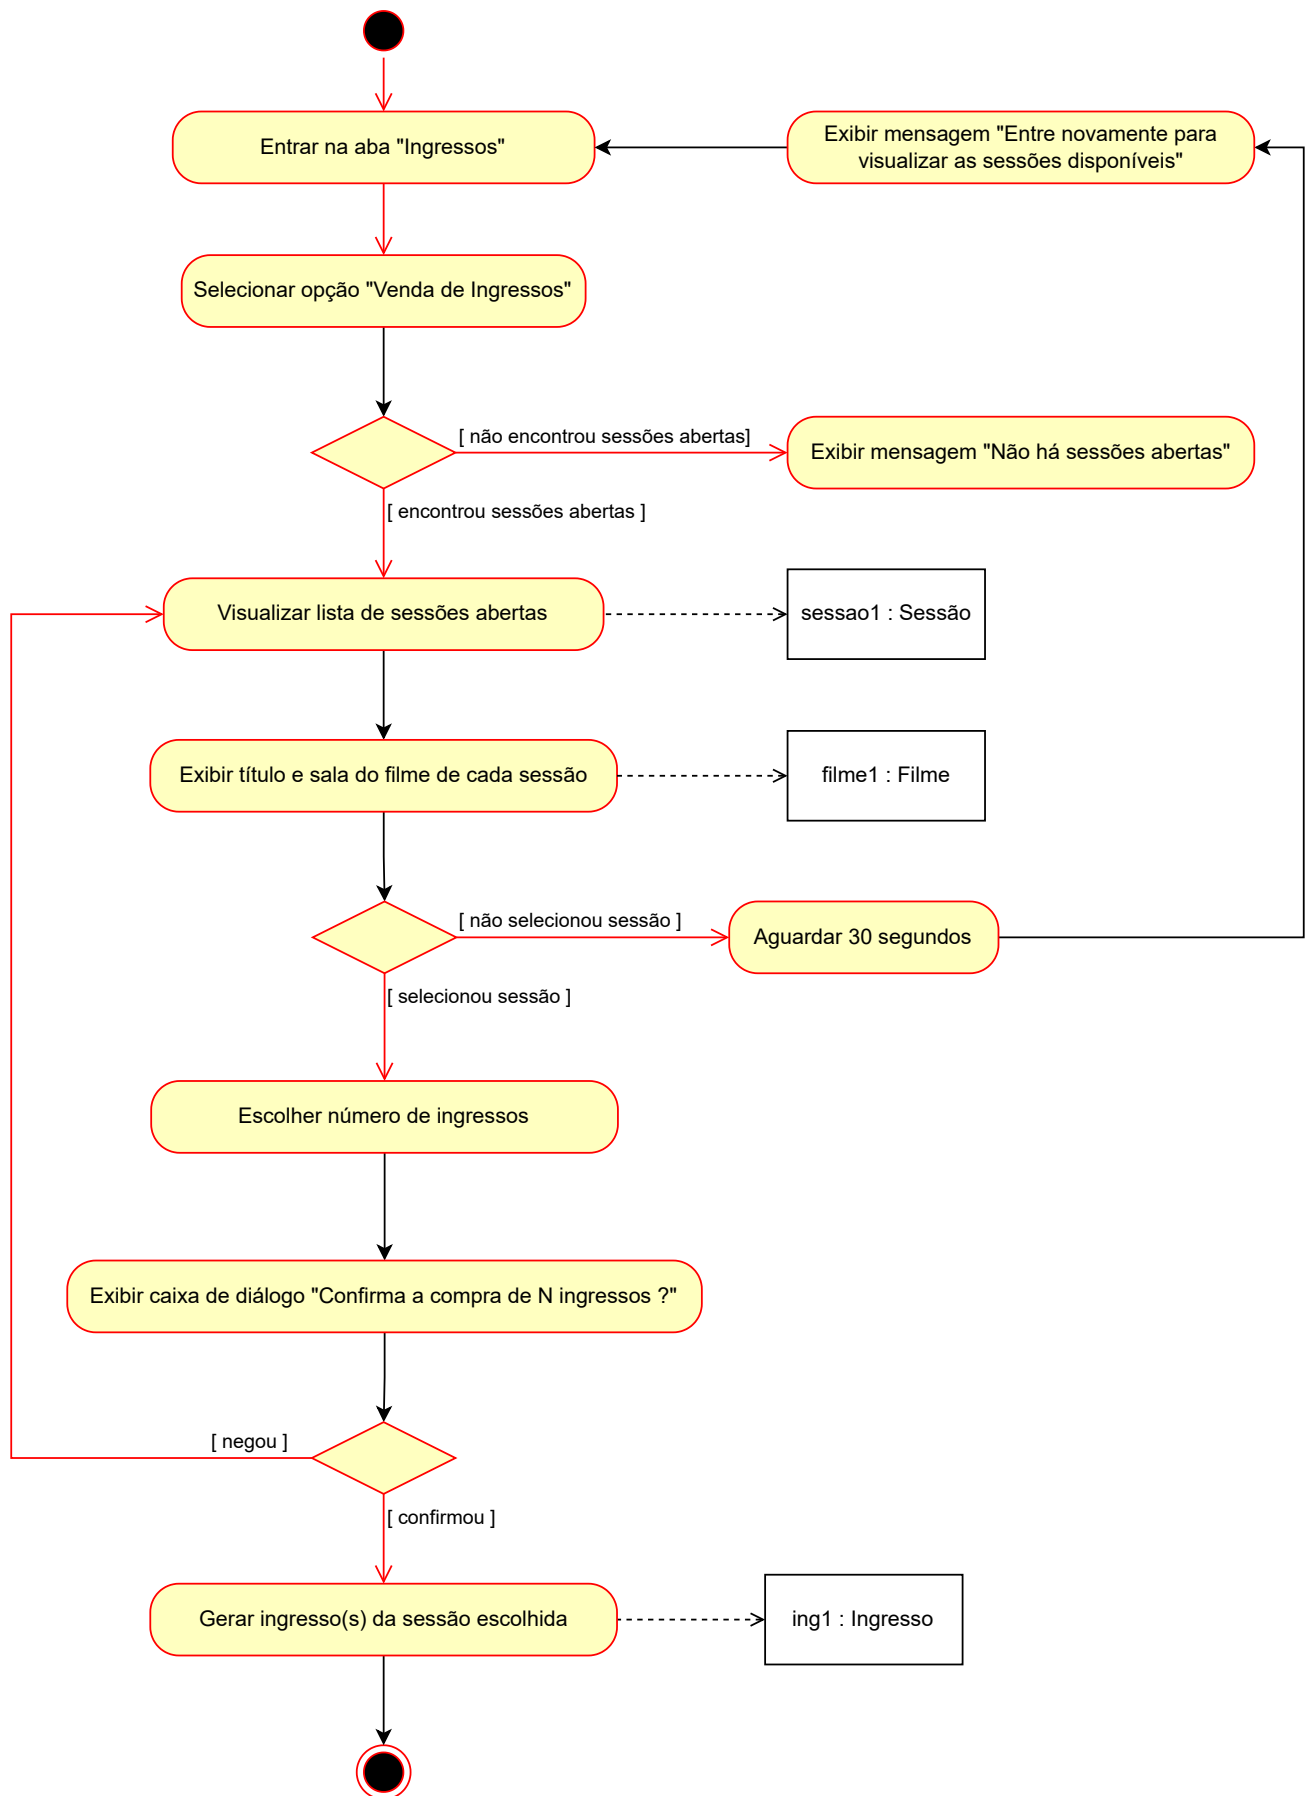 Entrar na aba "Ingressos"
Exibir mensagem "Entre novamente para
visualizar as sessões disponíveis"
Selecionar opção "Venda de Ingressos"
[ não encontrou sessões abertas]
Exibir mensagem "Não há sessões abertas"
[ encontrou sessões abertas ]
Visualizar lista de sessões abertas
sessao1 : Sessão
Exibir título e sala do filme de cada sessão
filme1 : Filme
[ não selecionou sessão ]
Aguardar 30 segundos
[ selecionou sessão ]
Escolher número de ingressos
Exibir caixa de diálogo "Confirma a compra de N ingressos ?"
[ negou ]
[ confirmou ]
Gerar ingresso(s) da sessão escolhida
ing1 : Ingresso